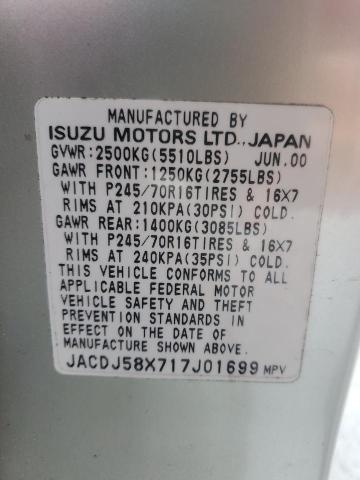 MANUFACTURED BY
ISUZU MOTORS LTD., JAPAN
GVWR:2500KG(5510LBS) JUN.00
GAWR FRONT:1250KG(2755LBS)
WITH P245/70R16TIRES & 16X7
RIMS AT 210KPA(30PSI) COLD.
GAWR REAR:1400KG(3085LBS)
WITH P245/70R16TIRES & 16X7
RIMS AT 240KPA(35PSI) COLD.
THIS VEHICLE CONFORMS TO ALL
APPLICABLE FEDERAL MOTOR
VEHICLE SAFETY AND THEFT
PREVENTION STANDARDS IN
EFFECT ON THE DATE OF
MANUFACTURE SHOWN ABOVE.
JACDJ58X717J01699 MPV